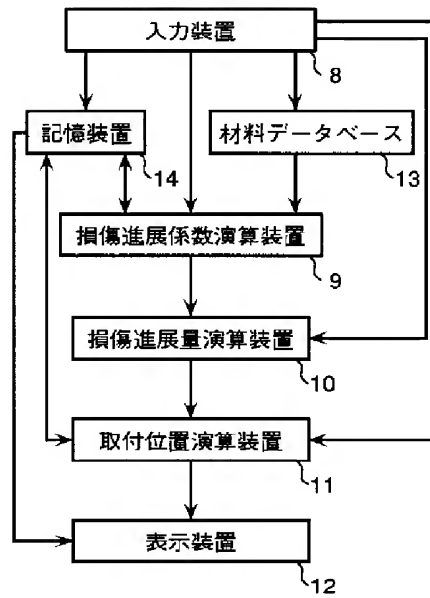 入力装置
8
記憶装置
14
材料データベース
13
損傷進展係数演算装置
9
損傷進展量演算装置
10
取付位置演算装置
11
表示装置
12